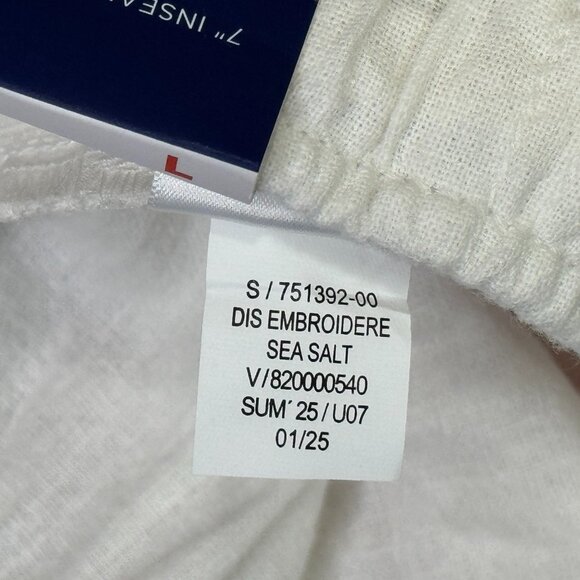 7" INSEA
L
S / 751392-00
DIS EMBROIDERE
SEA SALT
V/820000540
SUM´25 / U07
01/25